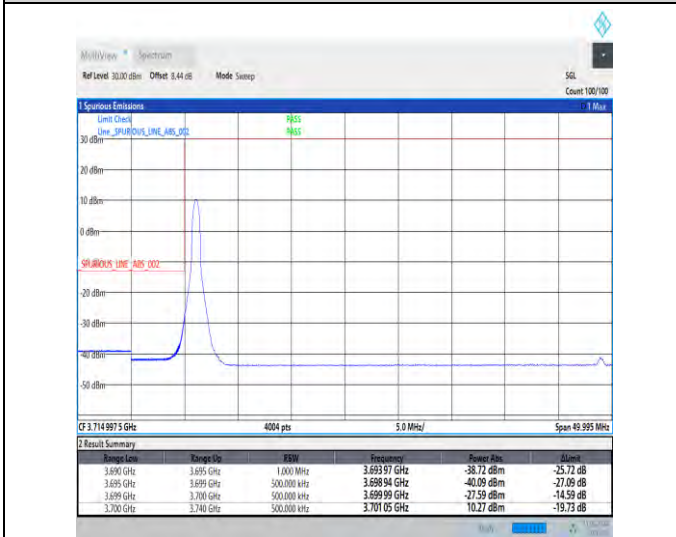 MultiView Spectrum
Ref Level 30.00 dBm Offset 8.44 dB Mode Sweep SGL
Count 100/100
1 Spurious Emissions 1 Max
Limit Check PASS
Line _SPURIOUS_LINE_ABS_002 PASS
30 dBm
20 dBm
10 dBm
0 dBm
_SPURIOUS_LINE_ABS_002
-20 dBm
-30 dBm
-40 dBm
-50 dBm
CF 3.714 997 5 GHz 4004 pts 5.0 MHz/ Span 49.995 MHz
2 Result Summary
Range Low Range Up RBW Frequency Power Abs ΔLimit
3.690 GHz 3.695 GHz 1.000 MHz 3.693 97 GHz -38.72 dBm -25.72 dB
3.695 GHz 3.699 GHz 500.000 kHz 3.698 94 GHz -40.09 dBm -27.09 dB
3.699 GHz 3.700 GHz 500.000 kHz 3.699 99 GHz -27.59 dBm -14.59 dB
3.700 GHz 3.740 GHz 500.000 kHz 3.701 05 GHz 10.27 dBm -19.73 dB